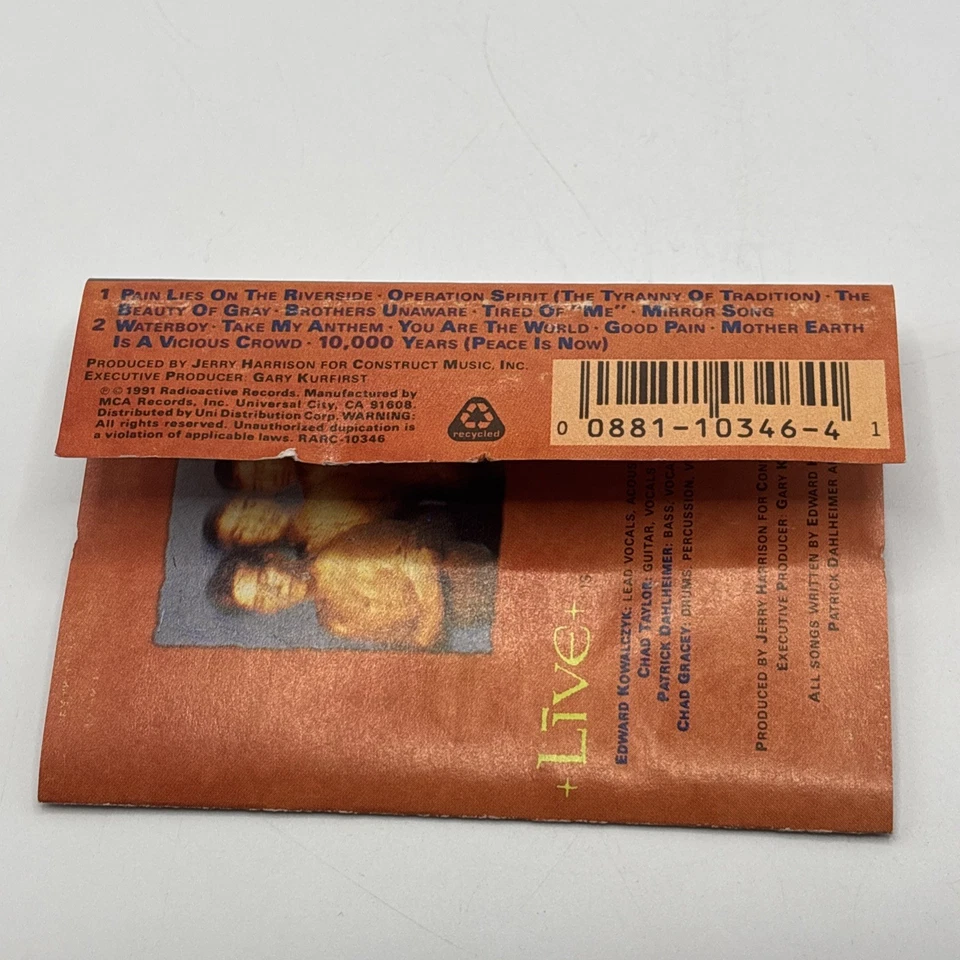 1 PAIN LIES ON THE RIVERSIDE · OPERATION SPIRIT (THE TYRANNY OF TRADITION) · THE
BEAUTY OF GRAY · BROTHERS UNAWARE · TIRED OF "ME" · MIRROR SONG
2 WATERBOY · TAKE MY ANTHEM · YOU ARE THE WORLD · GOOD PAIN · MOTHER EARTH
IS A VICIOUS CROWD · 10,000 YEARS (PEACE IS NOW)
PRODUCED BY JERRY HARRISON FOR CONSTRUCT MUSIC, INC.
EXECUTIVE PRODUCER: GARY KURFIRST
℗ © 1991 Radioactive Records. Manufactured by
MCA Records, Inc. Universal City, CA 91608.
Distributed by Uni Distribution Corp. WARNING:
All rights reserved. Unauthorized dupication is
a violation of applicable laws. RARC-10346
recycled
0 0881-10346-4 1
+LIVE+
EDWARD KOWALCZYK: LEAD VOCALS, ACOUS
CHAD TAYLOR: GUITAR, VOCALS
PATRICK DAHLHEIMER: BASS, VOCA
CHAD GRACEY: DRUMS, PERCUSSION, V
PRODUCED BY JERRY HARRISON FOR CON
EXECUTIVE PRODUCER: GARY K
ALL SONGS WRITTEN BY EDWARD
PATRICK DAHLHEIMER A